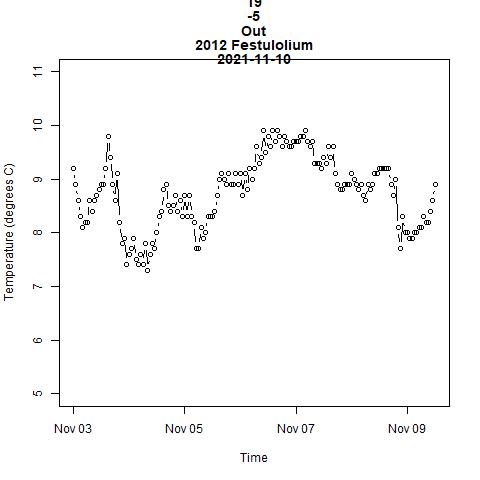 19
-5
Out
2012 Festulolium
2021-11-10
11
10
9
8
7
6
5
Temperature (degrees C)
Nov 03
Nov 05
Nov 07
Nov 09
Time